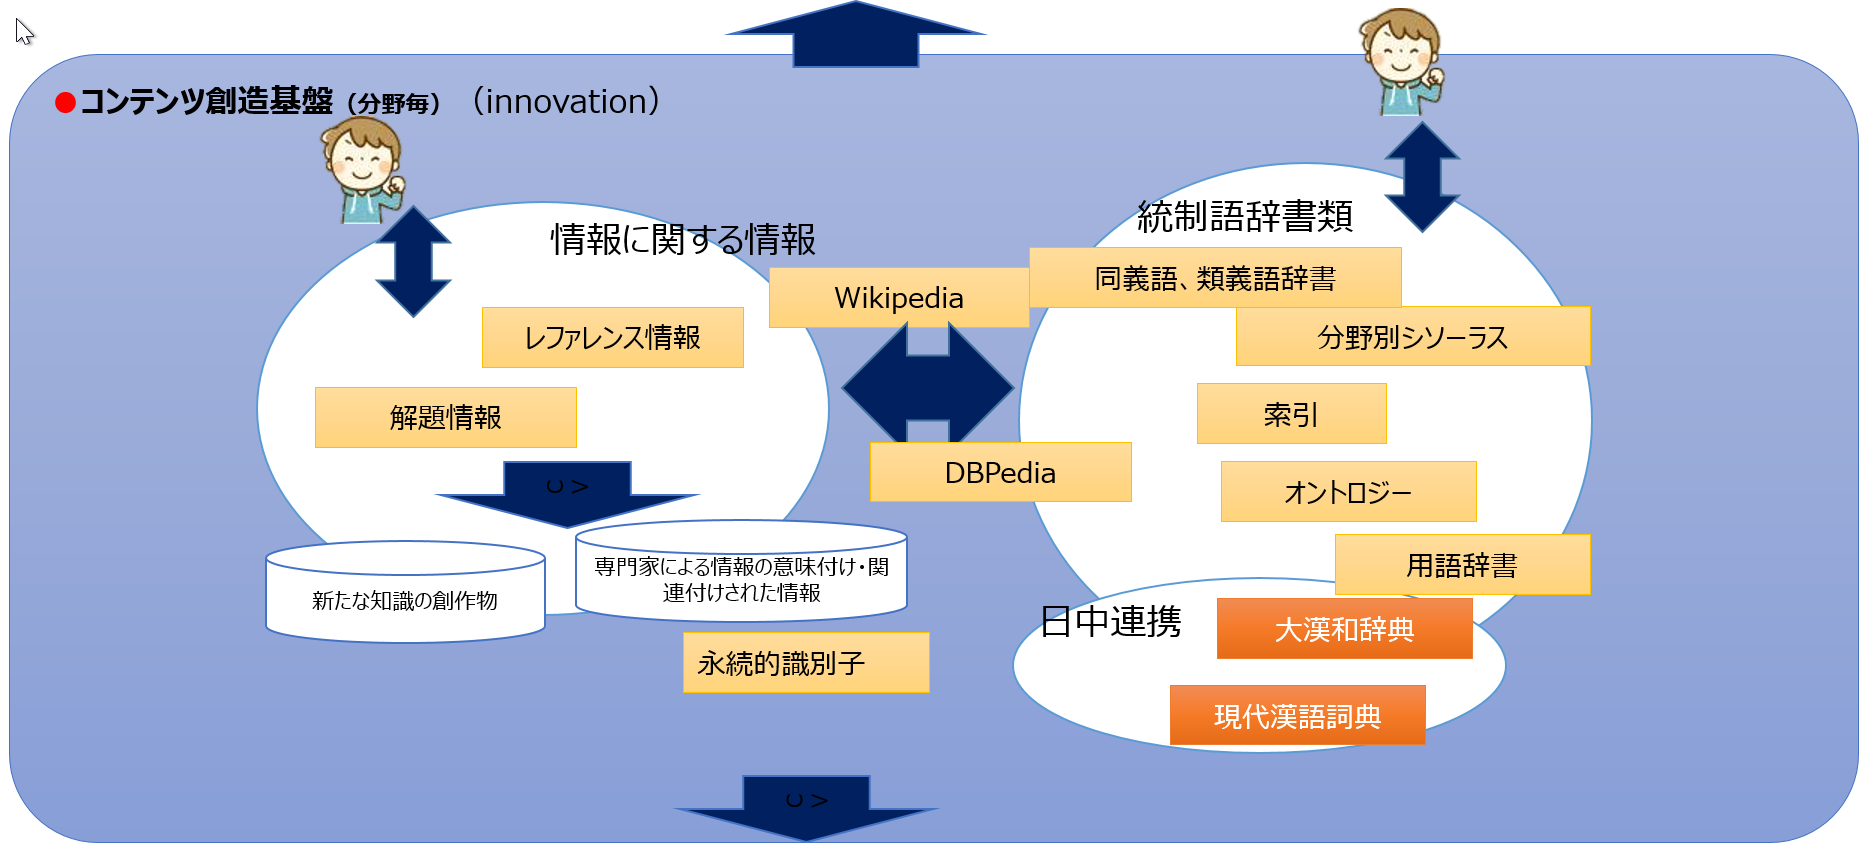 ●コンテンツ創造基盤（分野毎）（innovation）
情報に関する情報
レファレンス情報
解題情報
新たな知識の創作物
専門家による情報の意味付け・関
連付けされた情報
永続的識別子
Wikipedia
DBPedia
統制語辞書類
同義語、類義語辞書
分野別シソーラス
索引
オントロジー
用語辞書
日中連携
大漢和辞典
現代漢語詞典